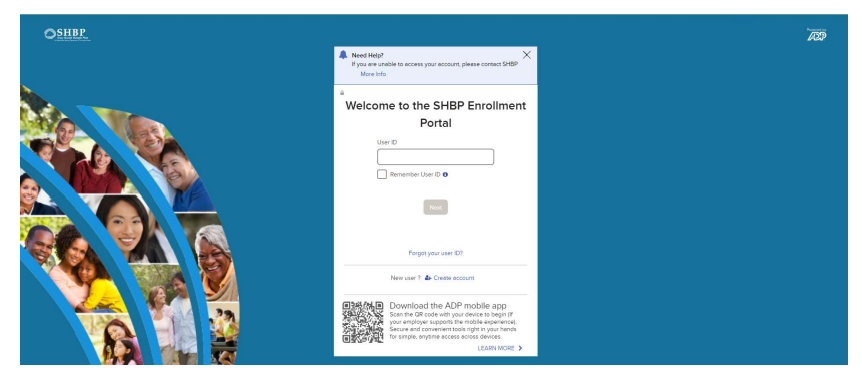 SHBP
Powered by
ADP
Need Help?
If you are unable to access your account, please contact SHBP.
More Info
Welcome to the SHBP Enrollment
Portal
User ID
Remember User ID
Next
Forgot your user ID?
New user ? Create account
Download the ADP mobile app
Scan the QR code with your device to begin (if
your employer supports the mobile experience).
Secure and convenient tools right in your hands
for simple, anytime access across devices.
LEARN MORE